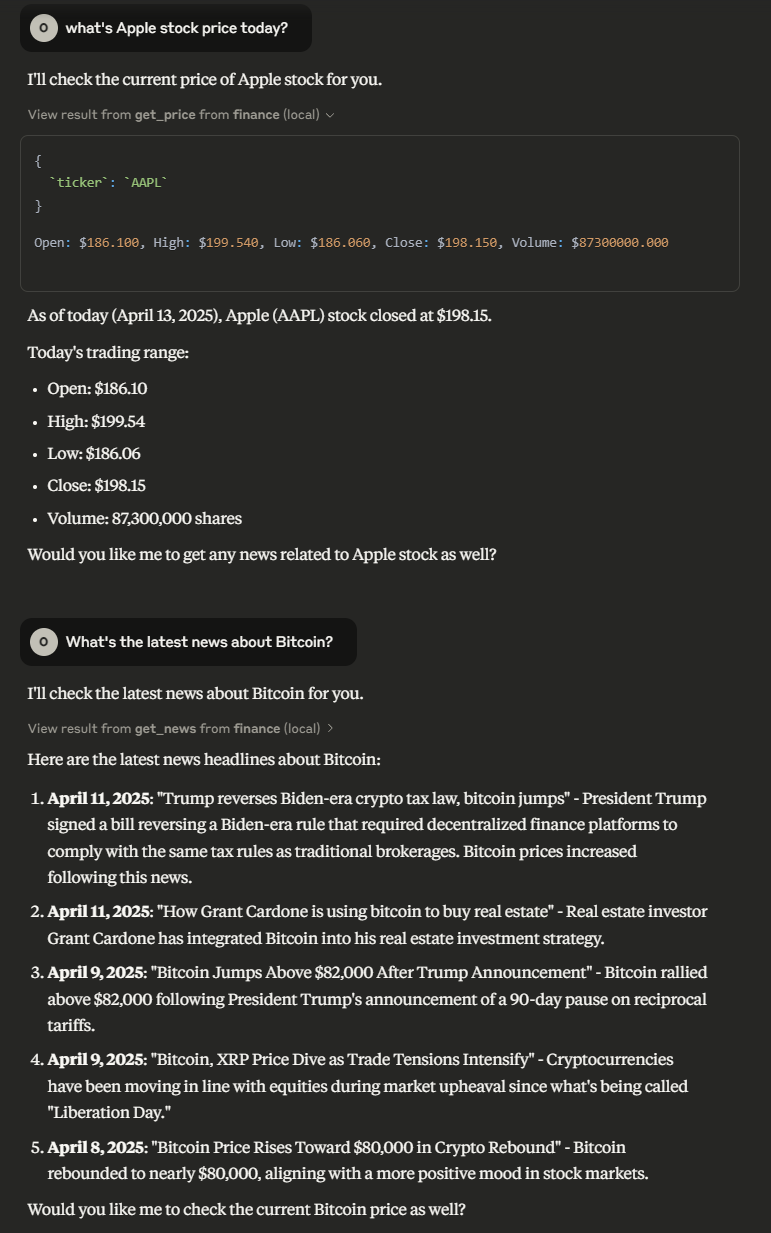 O what's Apple stock price today?
I'll check the current price of Apple stock for you.
View result from get_price from finance (local)
{
`ticker`: `AAPL`
}
Open: $186.100, High: $199.540, Low: $186.060, Close: $198.150, Volume: $87300000.000
As of today (April 13, 2025), Apple (AAPL) stock closed at $198.15.
Today's trading range:
• Open: $186.10
• High: $199.54
• Low: $186.06
• Close: $198.15
• Volume: 87,300,000 shares
Would you like me to get any news related to Apple stock as well?
O What's the latest news about Bitcoin?
I'll check the latest news about Bitcoin for you.
View result from get_news from finance (local)
Here are the latest news headlines about Bitcoin:
1. April 11, 2025: "Trump reverses Biden-era crypto tax law, bitcoin jumps" - President Trump
signed a bill reversing a Biden-era rule that required decentralized finance platforms to
comply with the same tax rules as traditional brokerages. Bitcoin prices increased
following this news.
2. April 11, 2025: "How Grant Cardone is using bitcoin to buy real estate" - Real estate investor
Grant Cardone has integrated Bitcoin into his real estate investment strategy.
3. April 9, 2025: "Bitcoin Jumps Above $82,000 After Trump Announcement" - Bitcoin rallied
above $82,000 following President Trump's announcement of a 90-day pause on reciprocal
tariffs.
4. April 9, 2025: "Bitcoin, XRP Price Dive as Trade Tensions Intensify" - Cryptocurrencies
have been moving in line with equities during market upheaval since what's being called
"Liberation Day."
5. April 8, 2025: "Bitcoin Price Rises Toward $80,000 in Crypto Rebound" - Bitcoin
rebounded to nearly $80,000, aligning with a more positive mood in stock markets.
Would you like me to check the current Bitcoin price as well?